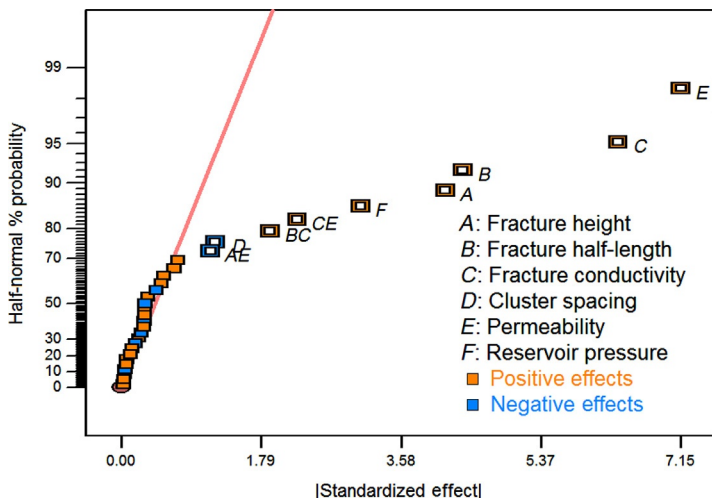 Half-normal % probability
99
95
90
80
70
50
30
20
10
0
E
C
B
A
F
CE
BC
D
AE
A: Fracture height
B: Fracture half-length
C: Fracture conductivity
D: Cluster spacing
E: Permeability
F: Reservoir pressure
Positive effects
Negative effects
0.00 1.79 3.58 5.37 7.15
|Standardized effect|